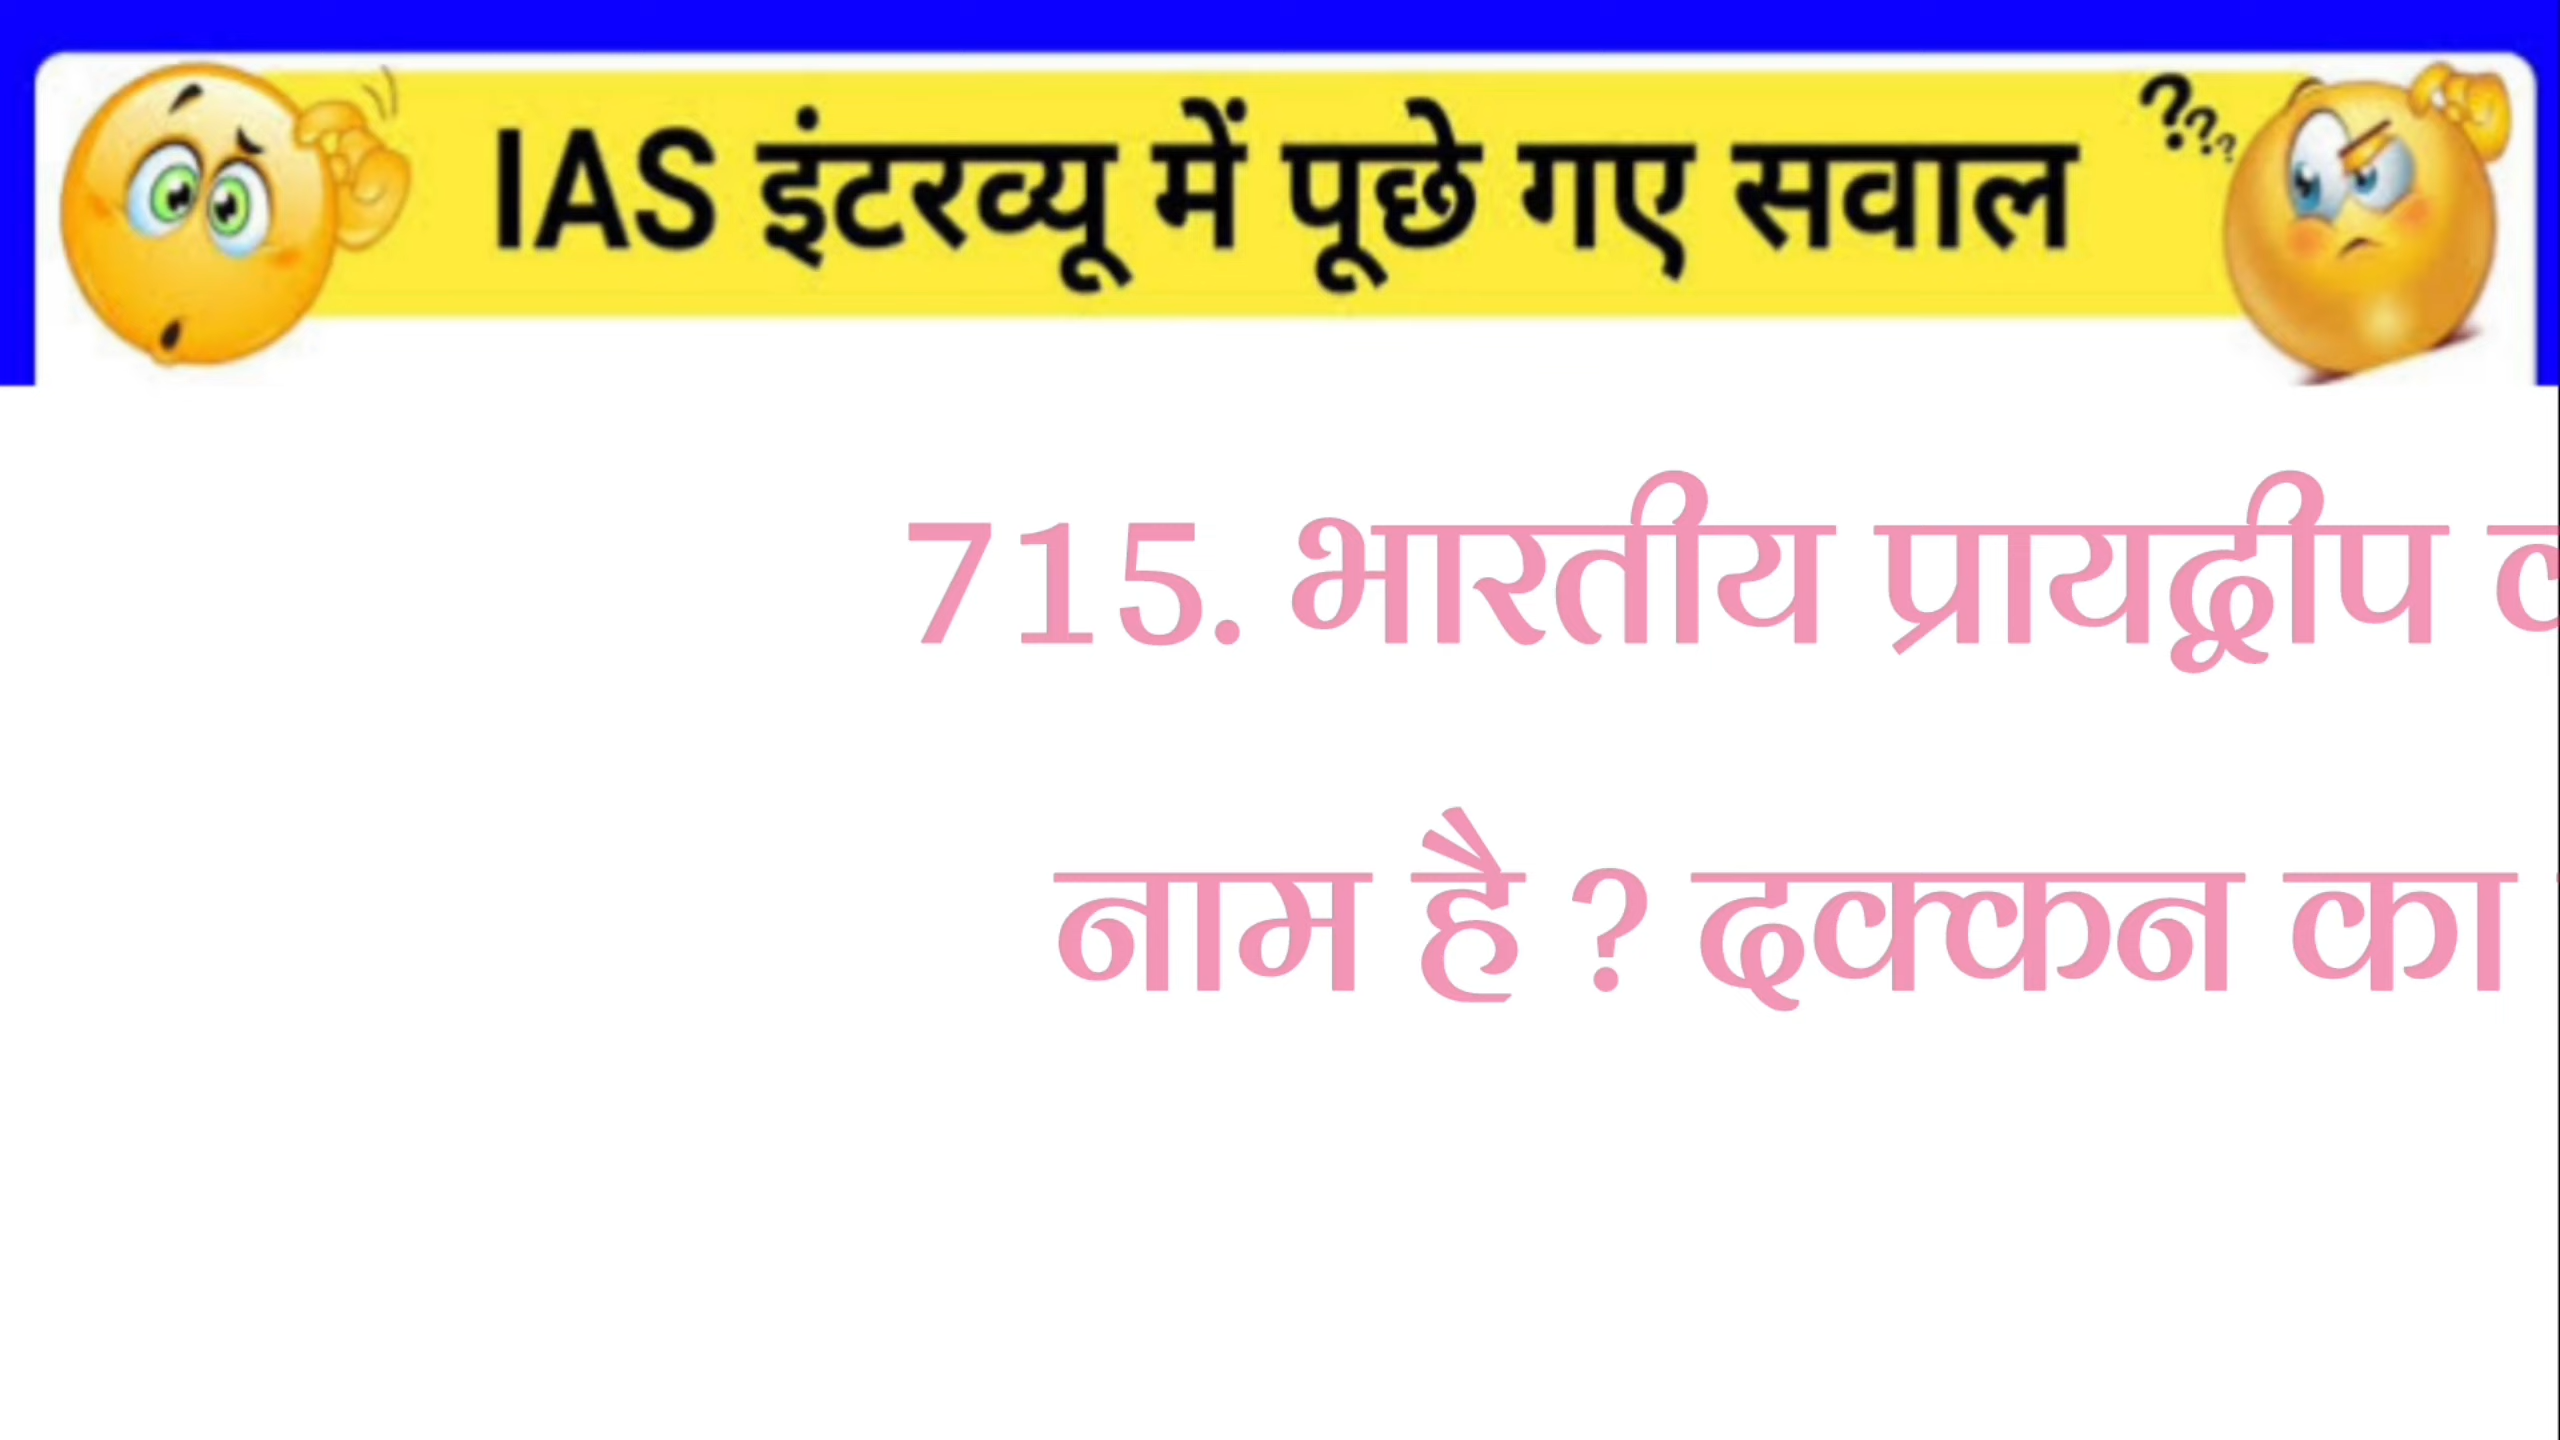 IAS इंटरव्यू में पूछे गए सवाल
???
715. भारतीय प्रायद्वीप
नाम है ? दक्कन का